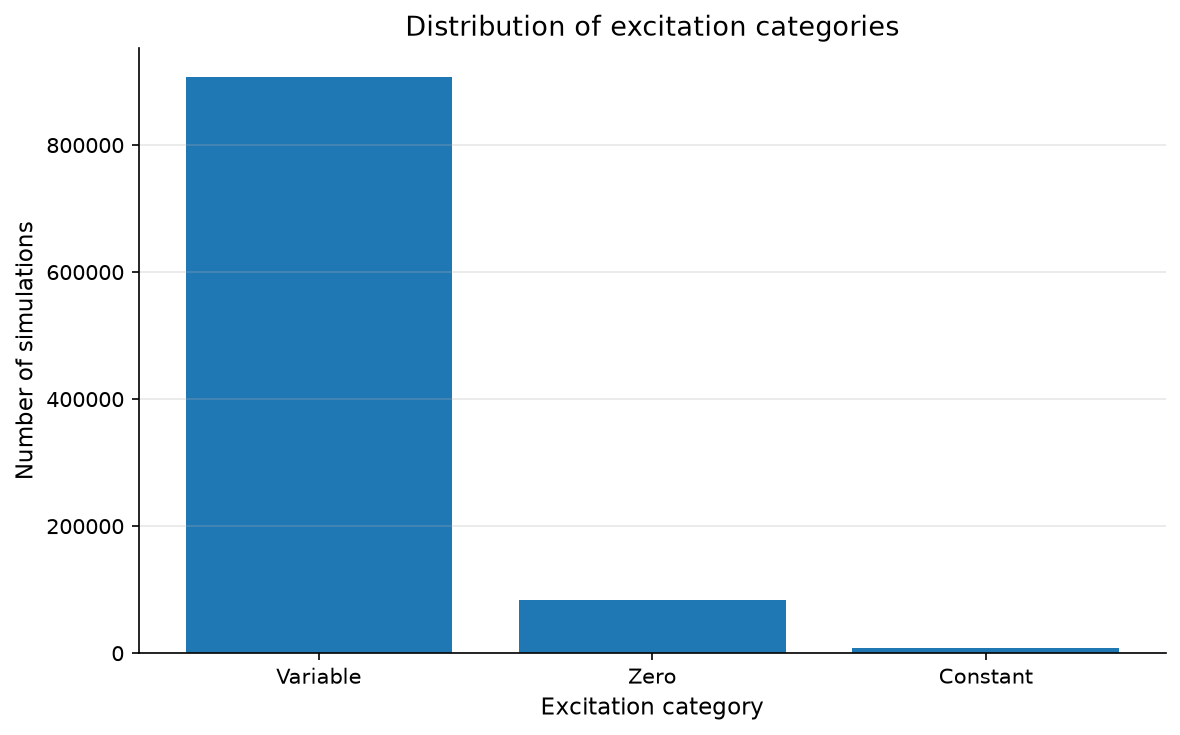 Distribution of excitation categories
Number of simulations
800000
600000
400000
200000
0
Variable
Zero
Constant
Excitation category